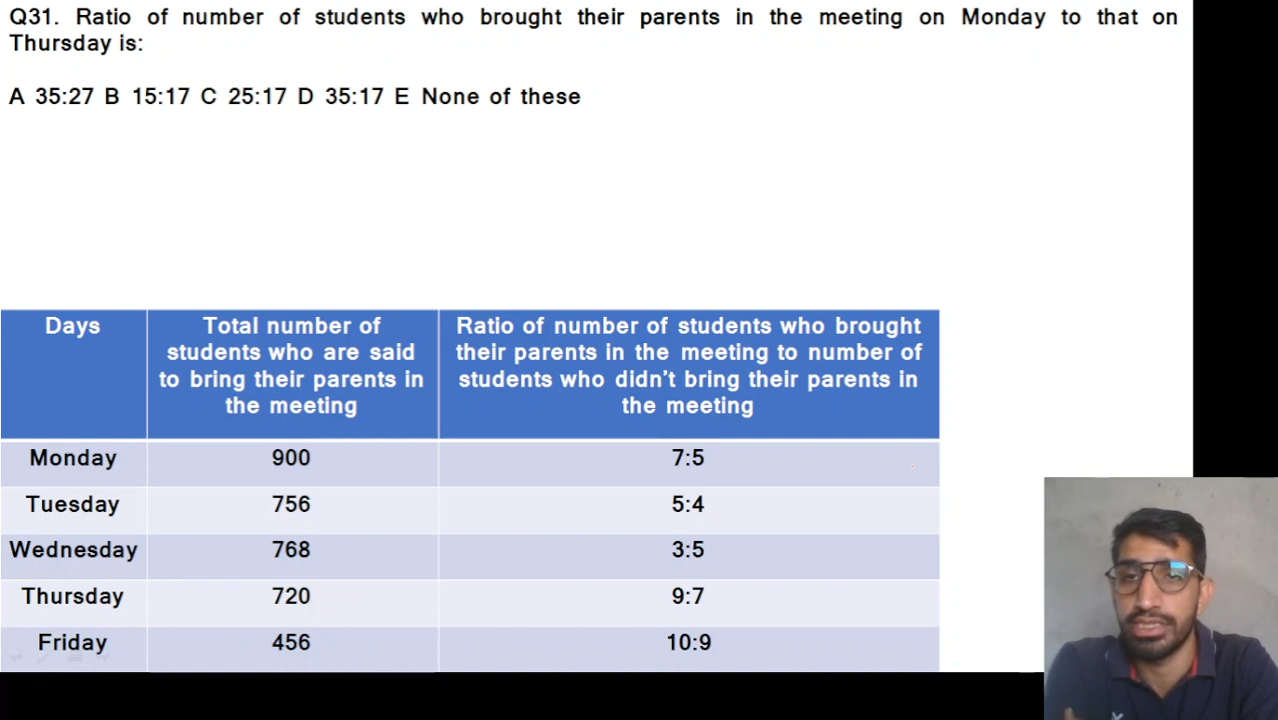 Q31. Ratio of number of students who brought their parents in the meeting on Monday to that on
Thursday is:
A 35:27 B 15:17 C 25:17 D 35:17 E None of these
Days
Total number of
students who are said
to bring their parents in
the meeting
Ratio of number of students who brought
their parents in the meeting to number of
students who didn't bring their parents in
the meeting
Monday 900 7:5
Tuesday 756 5:4
Wednesday 768 3:5
Thursday 720 9:7
Friday 456 10:9